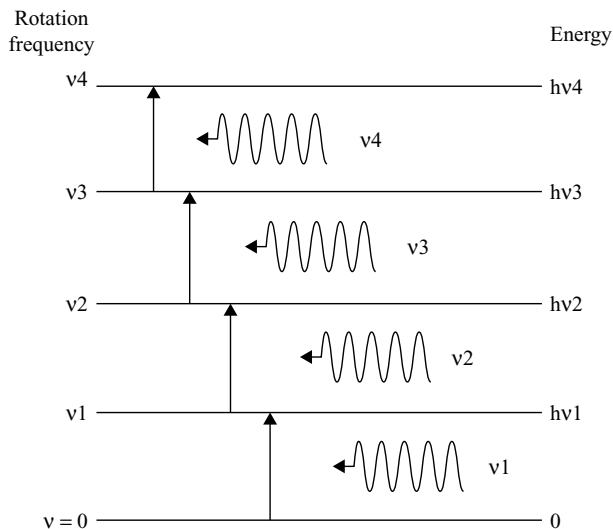 Rotation
frequency
Energy
ν4
hν4
ν4
ν3
hν3
ν3
ν2
hν2
ν2
ν1
hν1
ν1
ν = 0
0